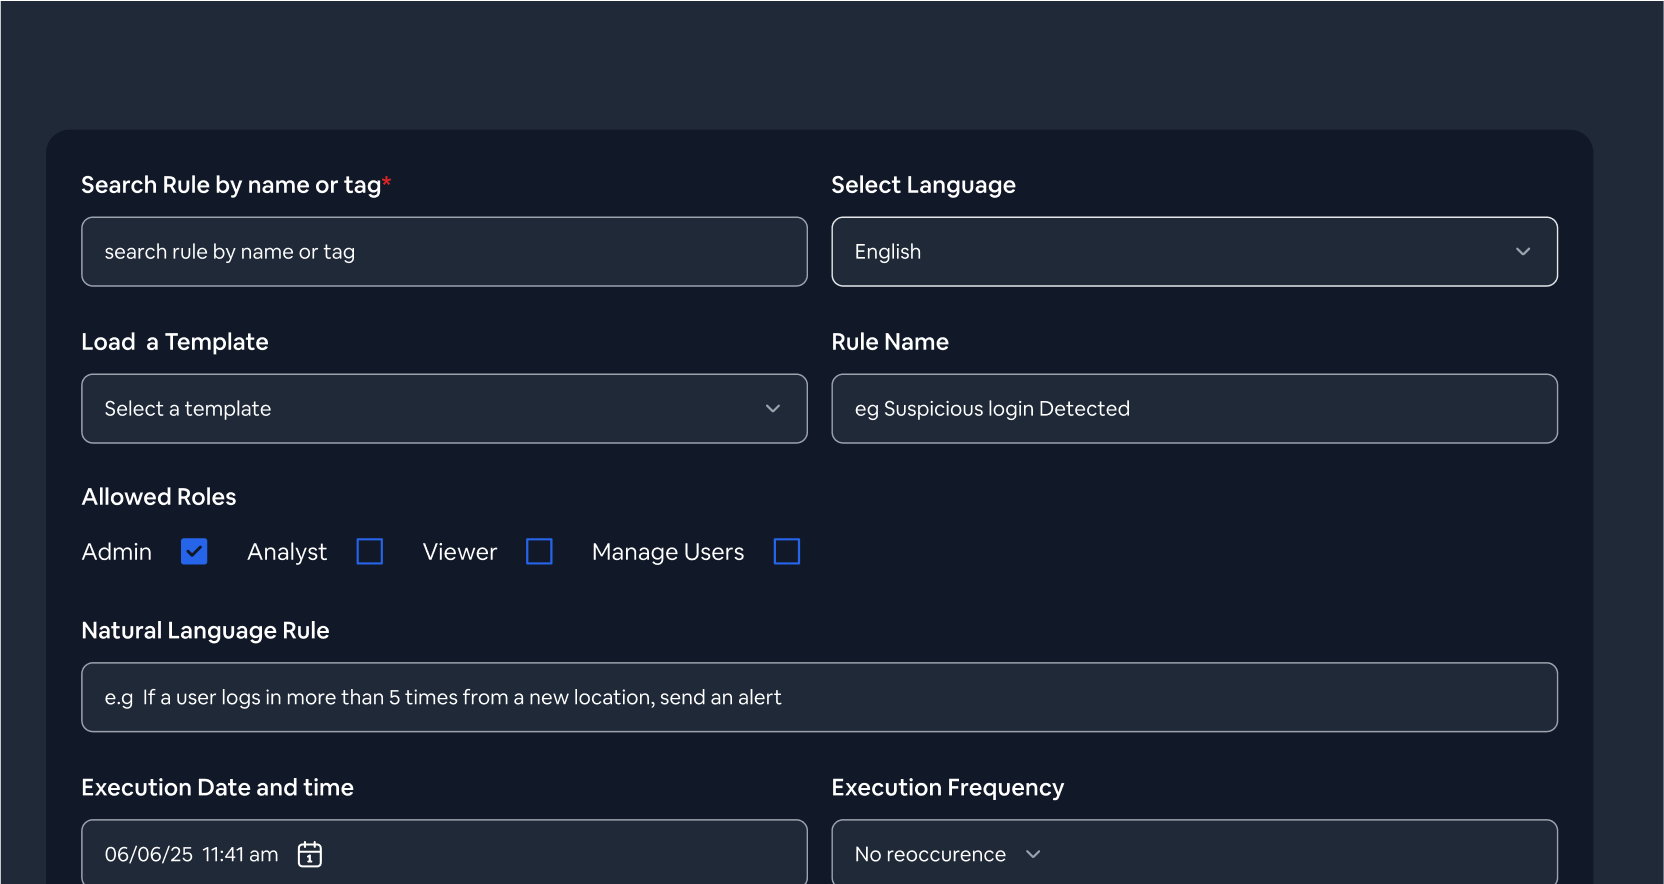 Search Rule by name or tag*
Select Language
search rule by name or tag
English
Load  a Template
Rule Name
Select a template
eg Suspicious login Detected
Allowed Roles
Admin
Analyst
Viewer
Manage Users
Natural Language Rule
e.g  If a user logs in more than 5 times from a new location, send an alert
Execution Date and time
Execution Frequency
06/06/25  11:41 am
1
No reoccurence